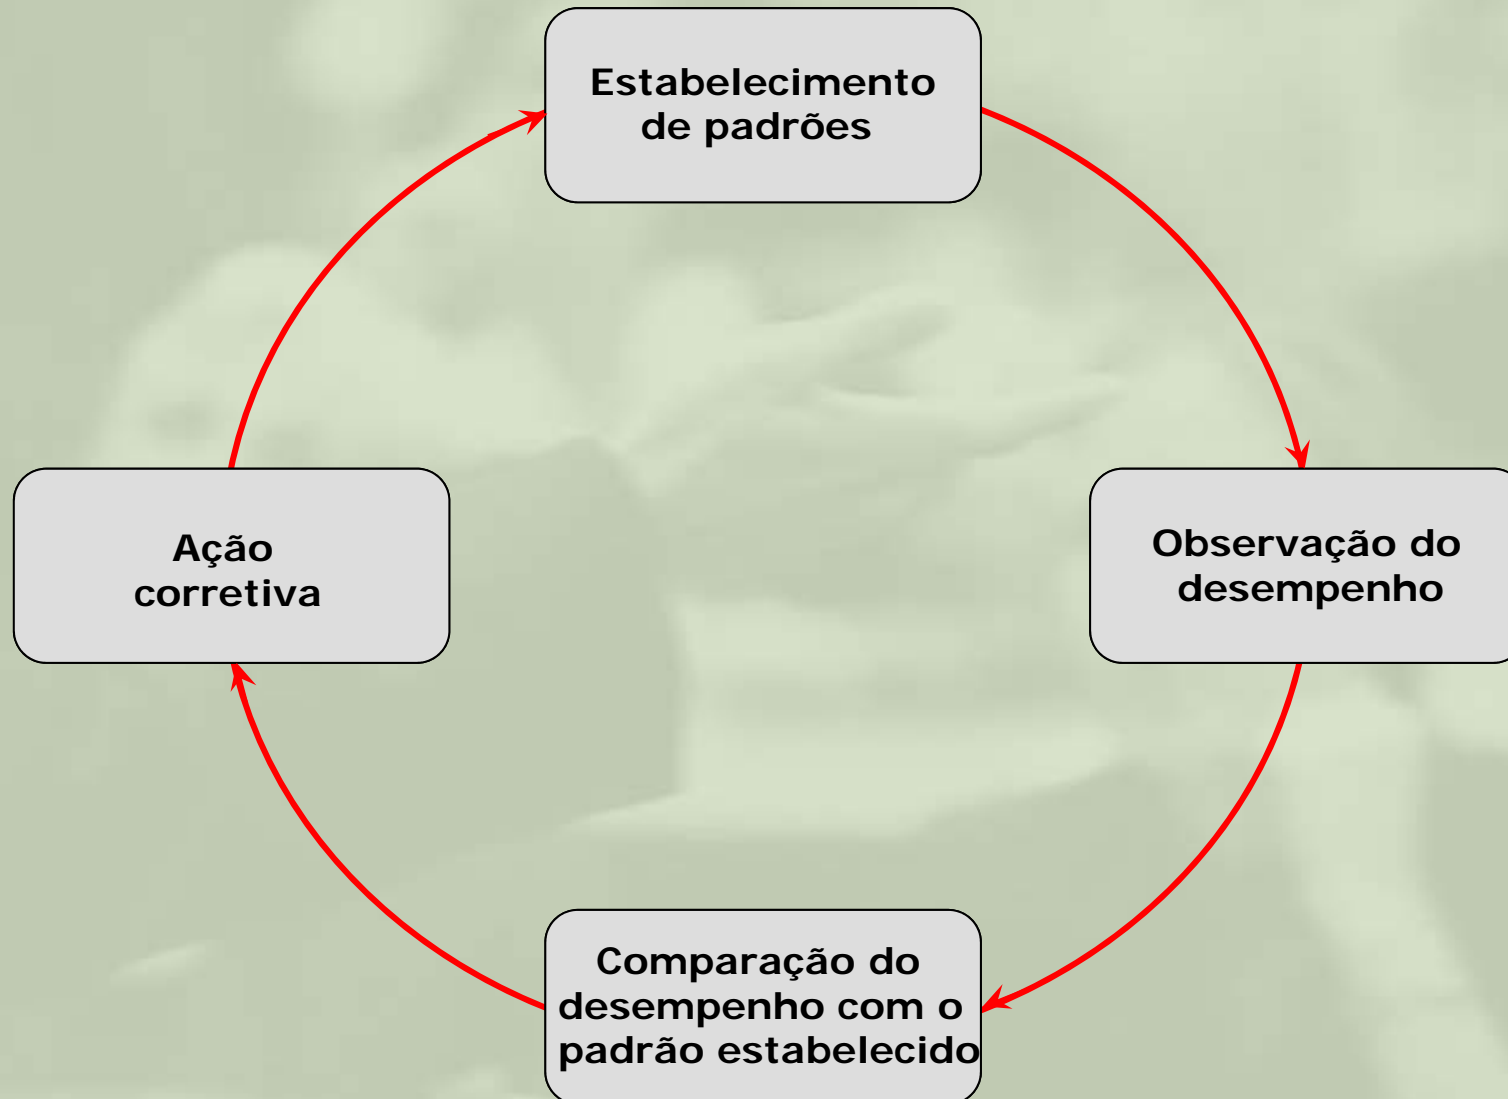 Estabelecimento
de padrões
Observação do
desempenho
Comparação do
desempenho com o
padrão estabelecido
Ação
corretiva